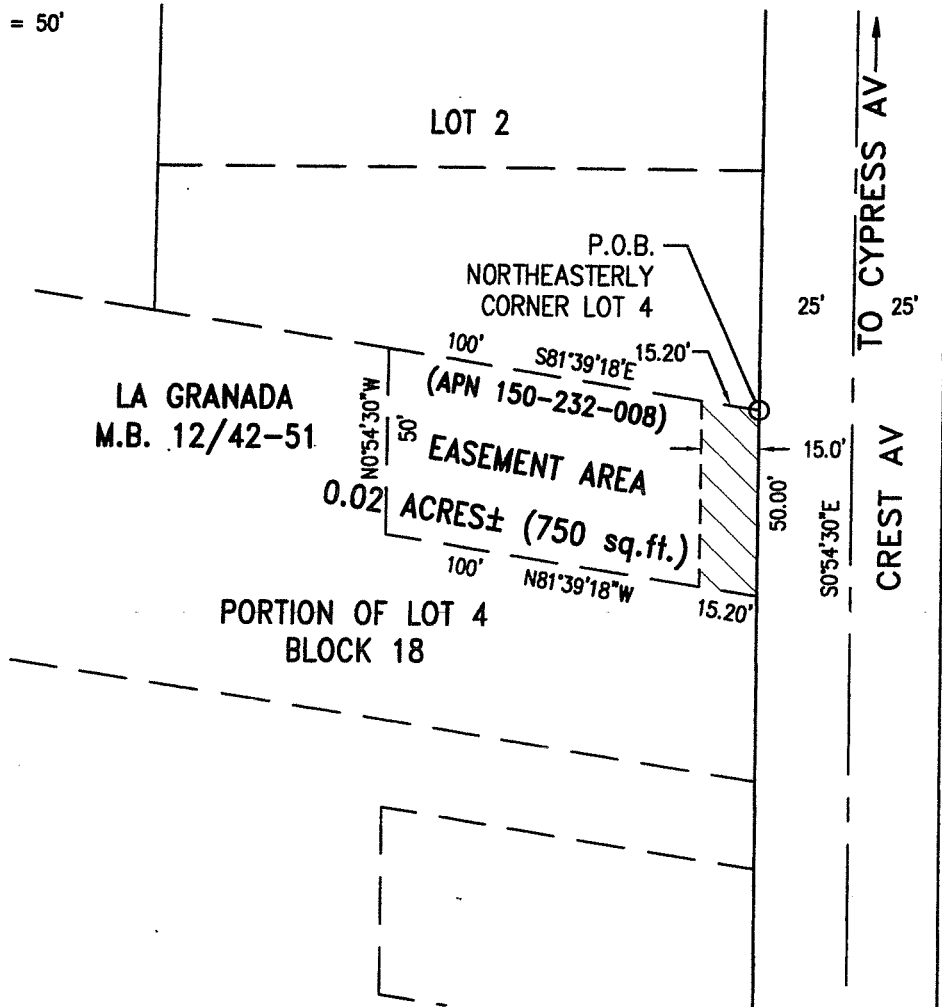 = 50'
LOT 2
P.O.B.
NORTHEASTERLY
CORNER LOT 4
25'
25'
TO CYPRESS AV
100'
S81°39'18"E
15.20'
(APN 150-232-008)
LA GRANADA
M.B. 12/42-51
N0°54'30"W
50'
EASEMENT AREA
0.02 ACRES± (750 sq.ft.)
15.0'
50.00'
S0°54'30"E
CREST AV
100'
N81°39'18"W
15.20'
PORTION OF LOT 4
BLOCK 18